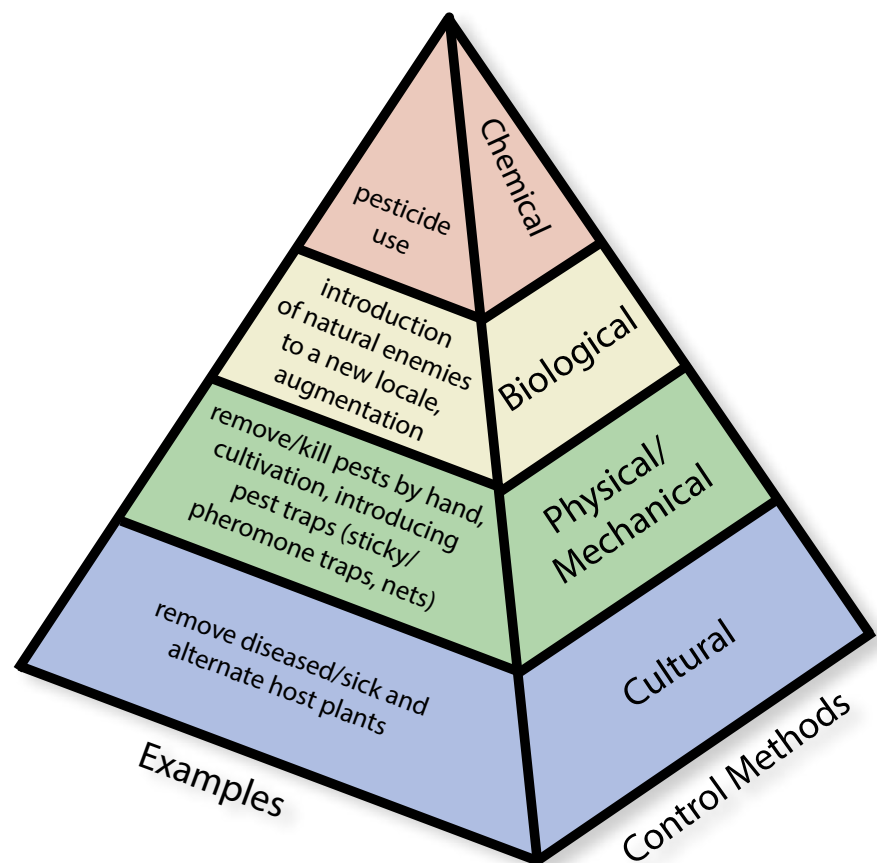 Chemical
pesticide
use
introduction
of natural enemies
to a new locale,
augmentation
Biological
remove/kill pests by hand,
cultivation, introducing
pest traps (sticky/
pheromone traps, nets)
Physical/
Mechanical
remove diseased/sick and
alternate host plants
Cultural
Examples
Control Methods